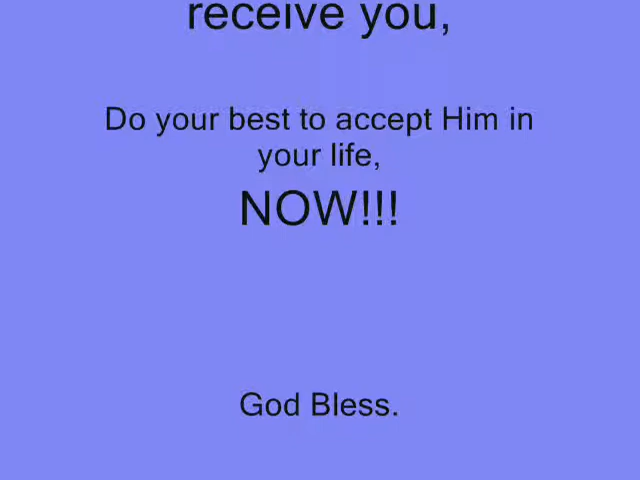 receive you,
Do your best to accept Him in
your life,
NOW!!!
God Bless.